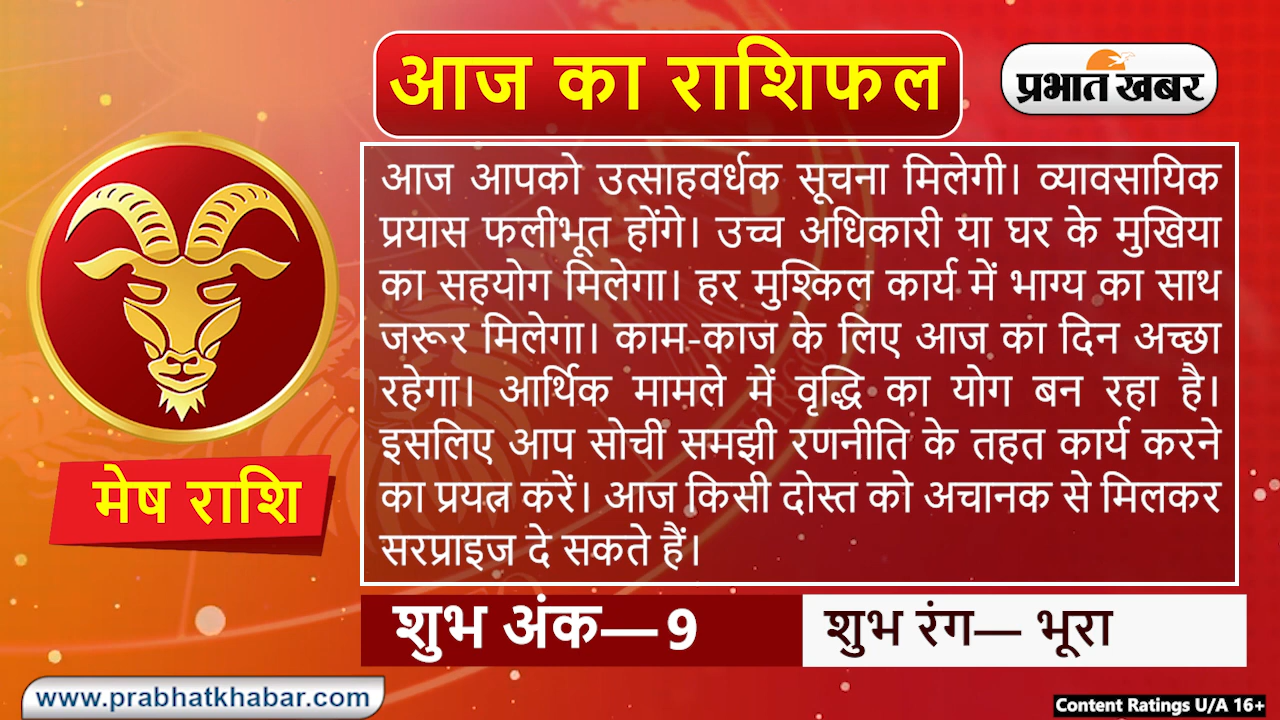 आज का राशिफल
प्रभात खबर
आज आपको उत्साहवर्धक सूचना मिलेगी। व्यावसायिक
प्रयास फलीभूत होंगे। उच्च अधिकारी या घर के मुखिया
का सहयोग मिलेगा। हर मुश्किल कार्य में भाग्य का साथ
जरूर मिलेगा। काम-काज के लिए आज का दिन अच्छा
रहेगा। आर्थिक मामले में वृद्धि का योग बन रहा है।
इसलिए आप सोची समझी रणनीति के तहत कार्य करने
का प्रयत्न करें। आज किसी दोस्त को अचानक से मिलकर
सरप्राइज दे सकते हैं।
मेष राशि
शुभ अंक—9
शुभ रंग— भूरा
www.prabhatkhabar.com
Content Ratings U/A 16+